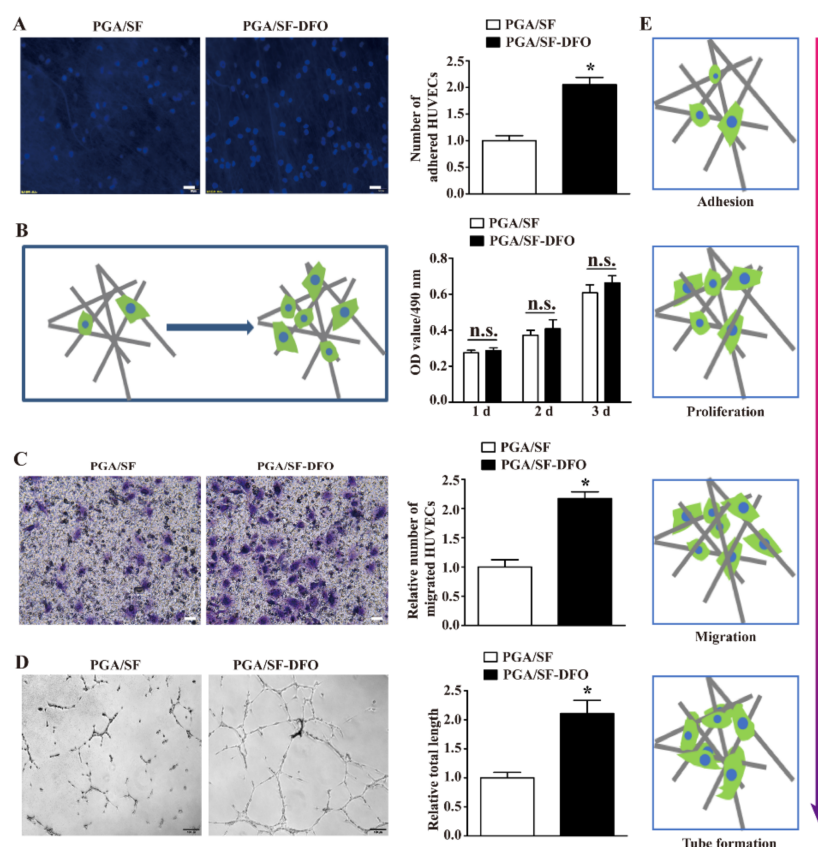 A
PGA/SF
PGA/SF-DFO
PGA/SF
PGA/SF-DFO
Number of
adhered HUVECs
2.5
2.0
1.5
1.0
0.5
0.0
*
E
Adhesion
B
PGA/SF
PGA/SF-DFO
OD value/490 nm
0.8
0.6
0.4
0.2
0.0
n.s.
n.s.
n.s.
1 d
2 d
3 d
Proliferation
C
PGA/SF
PGA/SF-DFO
PGA/SF
PGA/SF-DFO
Relative number of
migrated HUVECs
2.5
2.0
1.5
1.0
0.5
0.0
*
Migration
D
PGA/SF
PGA/SF-DFO
PGA/SF
PGA/SF-DFO
Relative total length
2.5
2.0
1.5
1.0
0.5
0.0
*
Tube formation